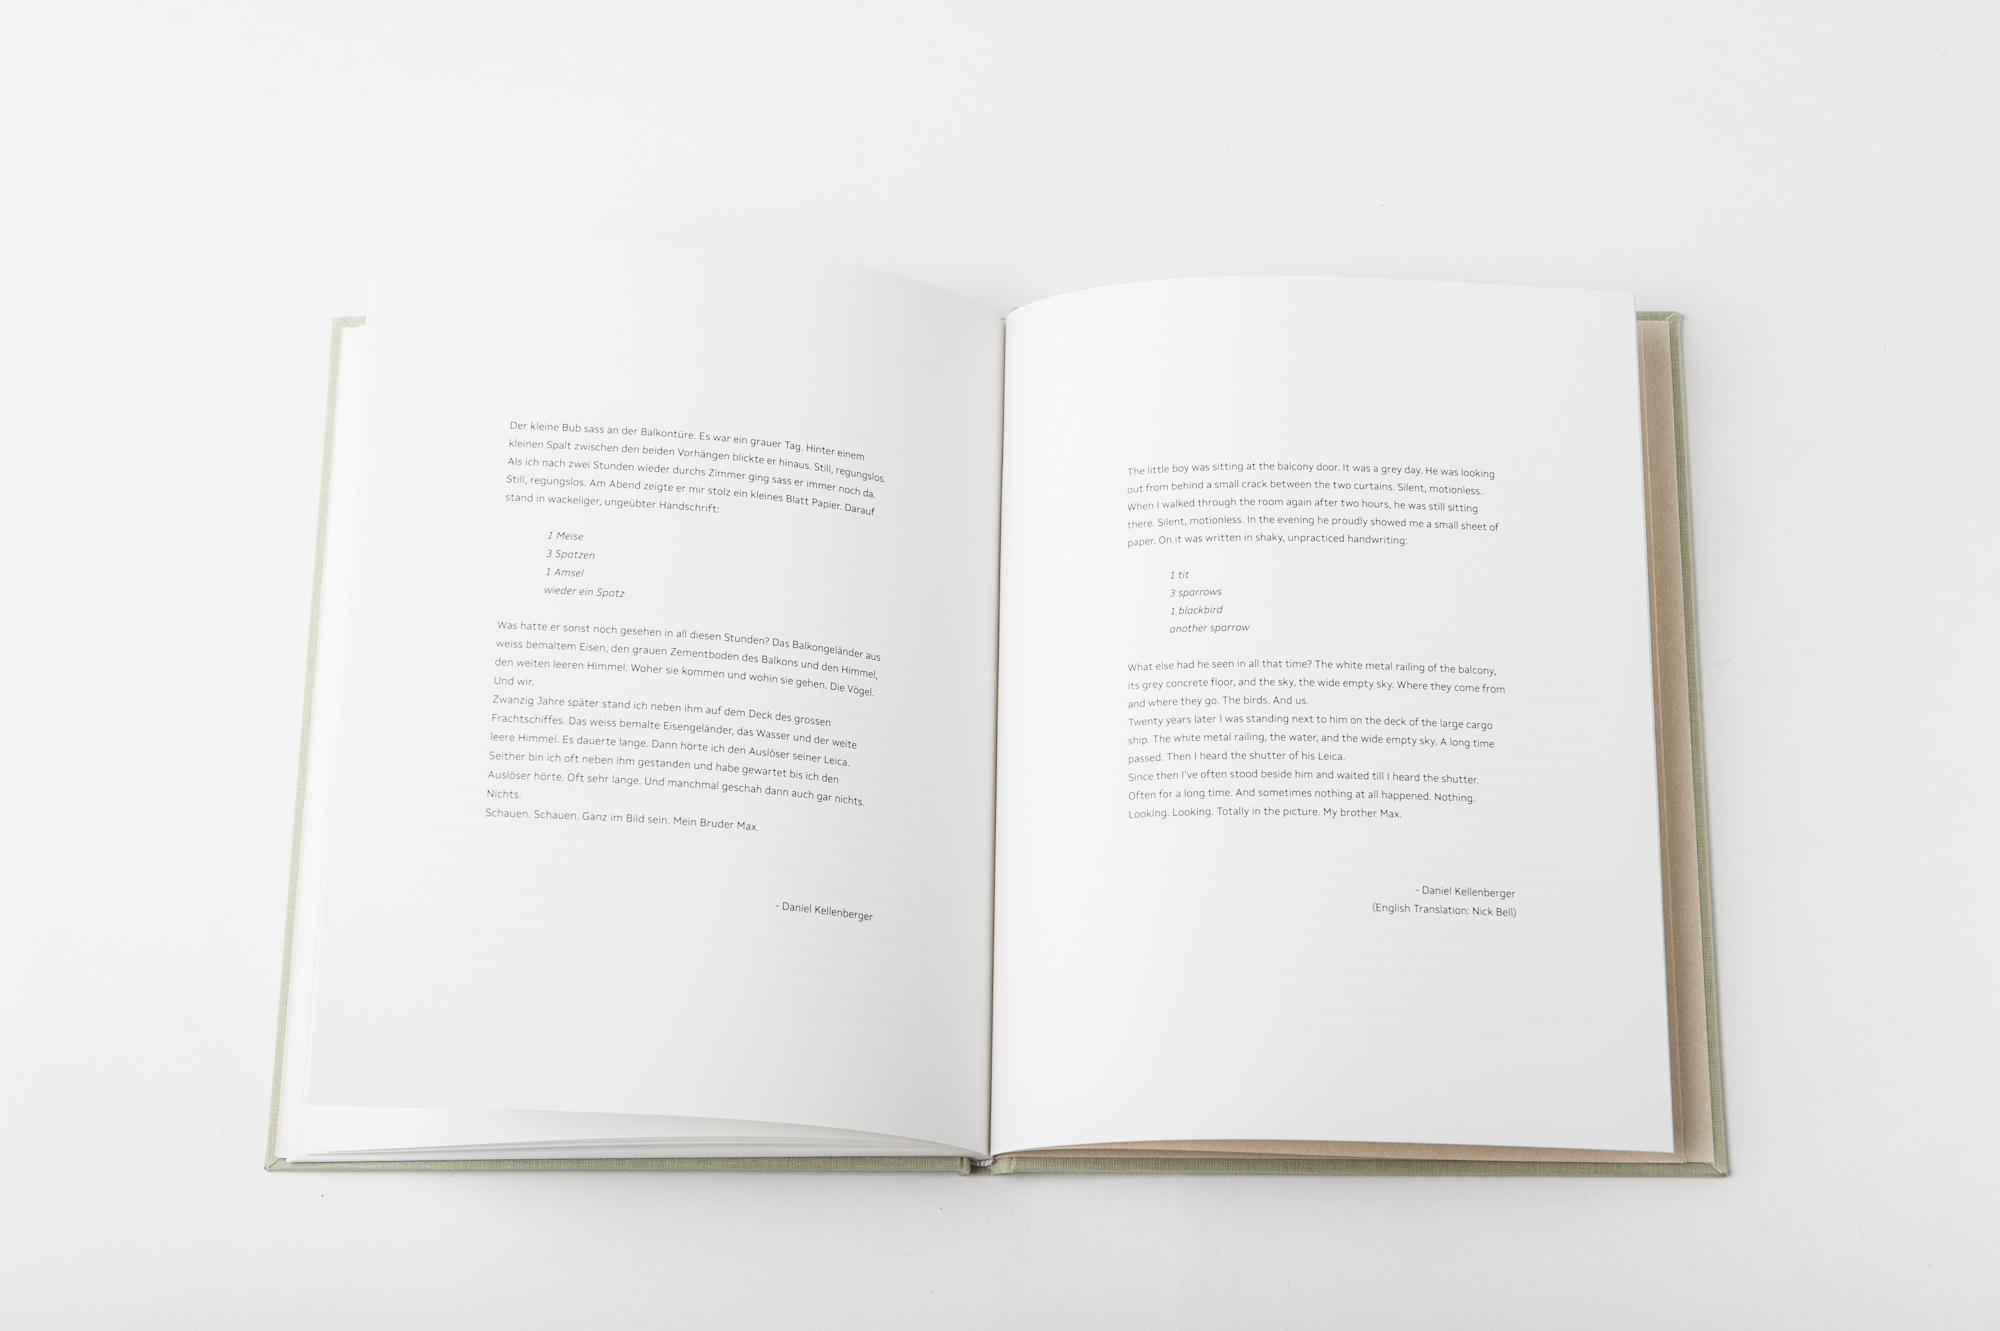 Der kleine Bub sass an der Balkontüre. Es war ein grauer Tag. Hinter einem
kleinen Spalt zwischen den beiden Vorhängen blickte er hinaus. Still, regungslos.
Als ich nach zwei Stunden wieder durchs Zimmer ging sass er immer noch da.
Still, regungslos. Am Abend zeigte er mir stolz ein kleines Blatt Papier. Darauf
stand in wackeliger, ungeübter Handschrift:
1 Meise
3 Spatzen
1 Amsel
wieder ein Spatz
Was hatte er sonst noch gesehen in all diesen Stunden? Das Balkongeländer aus
weiss bemaltem Eisen, den grauen Zementboden des Balkons und den Himmel,
den weiten leeren Himmel. Woher sie kommen und wohin sie gehen. Die Vögel.
Und wir.
Zwanzig Jahre später stand ich neben ihm auf dem Deck des grossen
Frachtschiffes. Das weiss bemalte Eisengeländer, das Wasser und der weite
leere Himmel. Es dauerte lange. Dann hörte ich den Auslöser seiner Leica.
Seither bin ich oft neben ihm gestanden und habe gewartet bis ich den
Auslöser hörte. Oft sehr lange. Und manchmal geschah dann auch gar nichts.
Nichts.
Schauen. Schauen. Ganz im Bild sein. Mein Bruder Max.
- Daniel Kellenberger
The little boy was sitting at the balcony door. It was a grey day. He was looking
out from behind a small crack between the two curtains. Silent, motionless.
When I walked through the room again after two hours, he was still sitting
there. Silent, motionless. In the evening he proudly showed me a small sheet of
paper. On it was written in shaky, unpracticed handwriting:
1 tit
3 sparrows
1 blackbird
another sparrow
What else had he seen in all that time? The white metal railing of the balcony,
its grey concrete floor, and the sky, the wide empty sky. Where they come from
and where they go. The birds. And us.
Twenty years later I was standing next to him on the deck of the large cargo
ship. The white metal railing, the water, and the wide empty sky. A long time
passed. Then I heard the shutter of his Leica.
Since then I've often stood beside him and waited till I heard the shutter.
Often for a long time. And sometimes nothing at all happened. Nothing.
Looking. Looking. Totally in the picture. My brother Max.
- Daniel Kellenberger
(English Translation: Nick Bell)